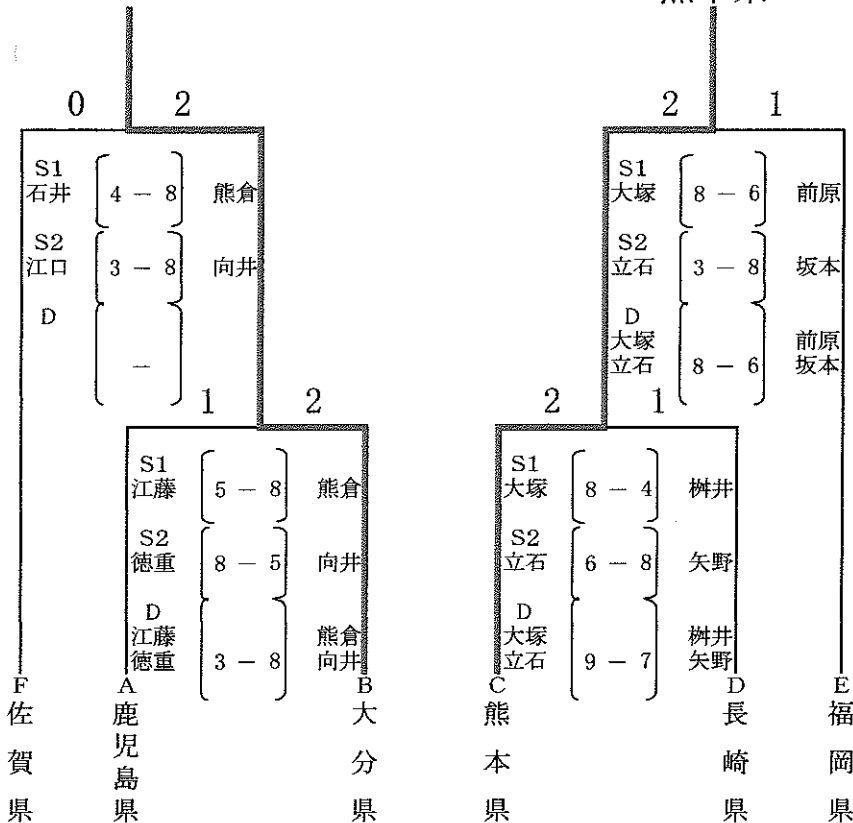 0 2
S1
石井 4 － 8 熊倉
S2
江口 3 － 8 向井
D
－
1 2
S1
江藤 5 － 8 熊倉
S2
徳重 8 － 5 向井
D
江藤 熊倉
徳重 3 － 8 向井
2 1
S1
大塚 8 － 6 前原
S2
立石 3 － 8 坂本
D
大塚 前原
立石 8 － 6 坂本
2 1
S1
大塚 8 － 4 桝井
S2
立石 6 － 8 矢野
D
大塚 桝井
立石 9 － 7 矢野
F
佐賀県
A
鹿児島県
B
大分県
C
熊本県
D
長崎県
E
福岡県